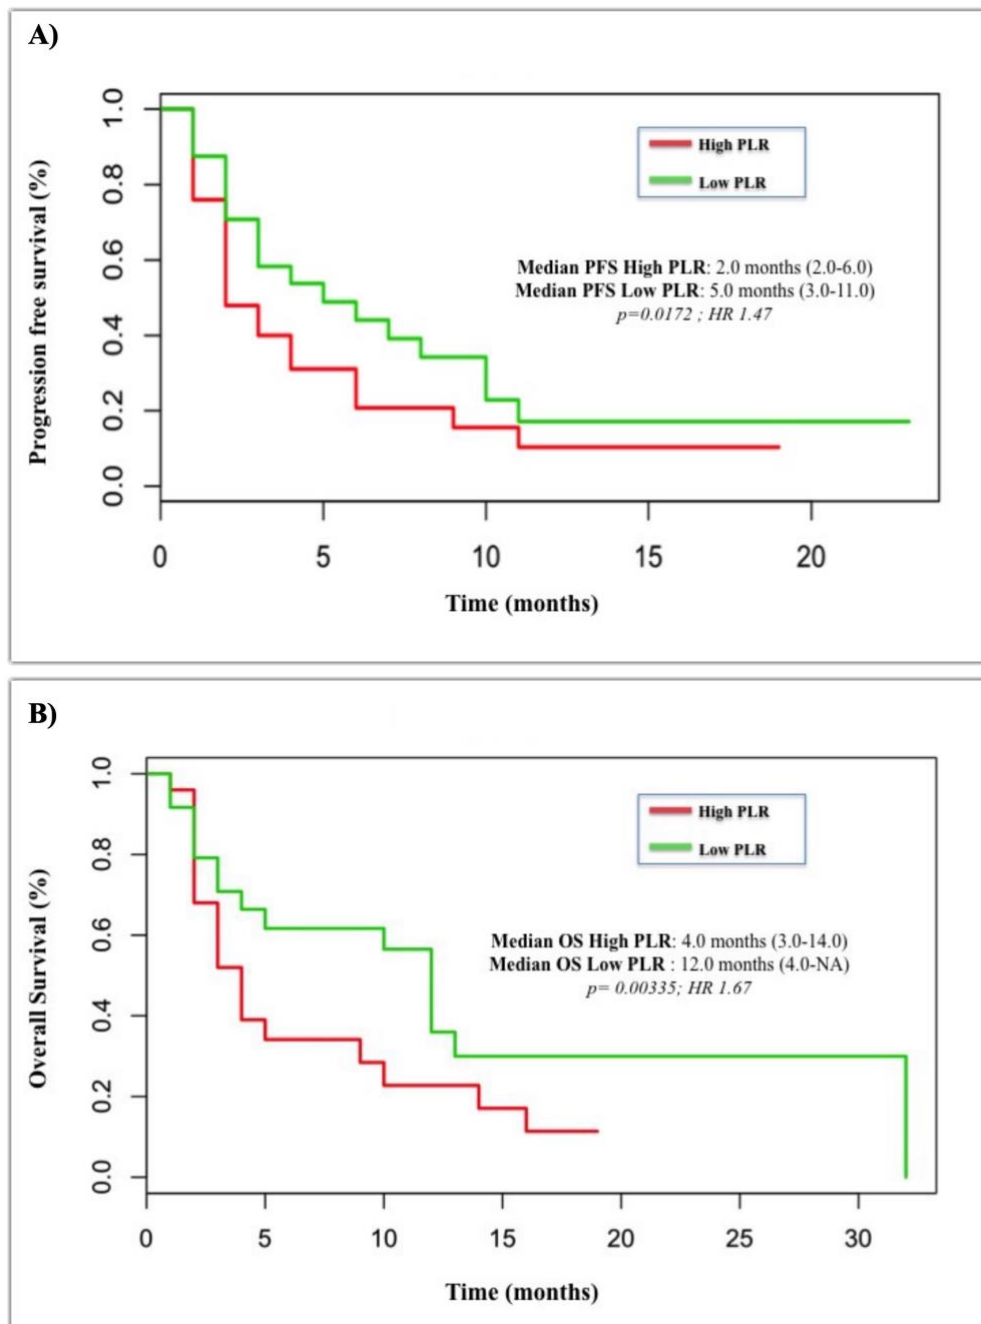 A)
High PLR
Low PLR
Median PFS High PLR: 2.0 months (2.0-6.0)
Median PFS Low PLR: 5.0 months (3.0-11.0)
p=0.0172 ; HR 1.47
Progression free survival (%)
1.0
0.8
0.6
0.4
0.2
0.0
0 5 10 15 20
Time (months)
B)
High PLR
Low PLR
Median OS High PLR: 4.0 months (3.0-14.0)
Median OS Low PLR : 12.0 months (4.0-NA)
p= 0.00335; HR 1.67
Overall Survival (%)
1.0
0.8
0.6
0.4
0.2
0.0
0 5 10 15 20 25 30
Time (months)